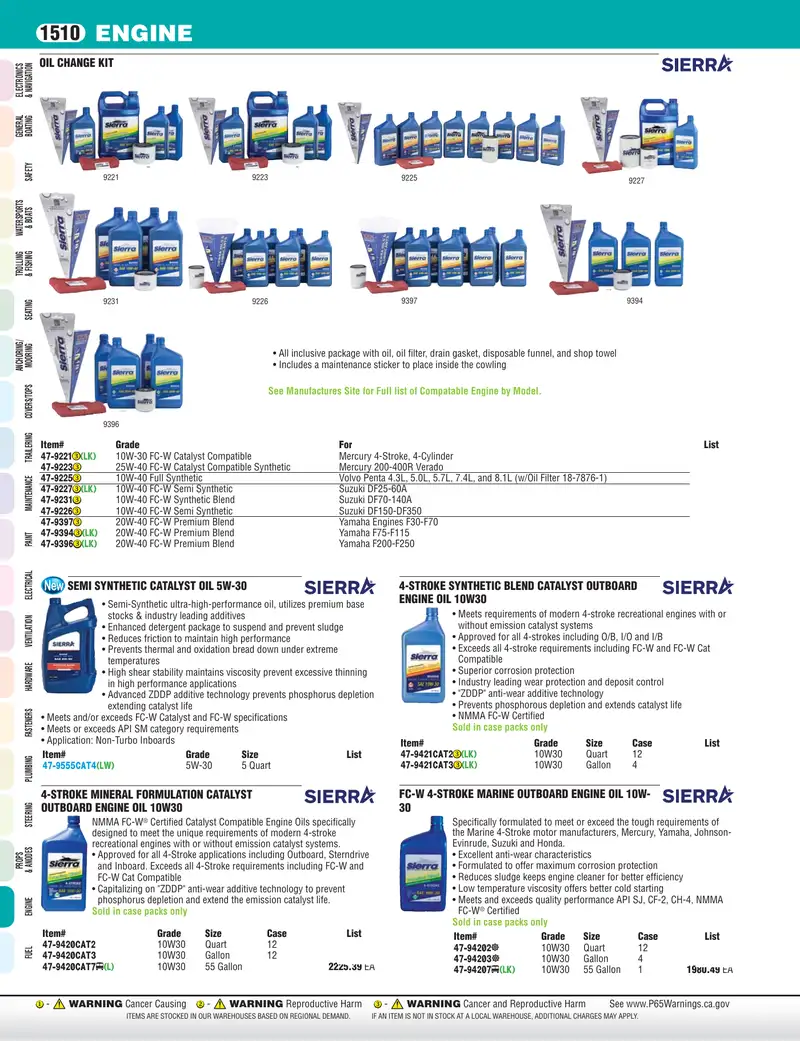 1510 ENGINE
OIL CHANGE KIT
SIERRA
9221
9223
9225
9227
9231
9226
9397
9394
9396
• All inclusive package with oil, oil filter, drain gasket, disposable funnel, and shop towel
• Includes a maintenance sticker to place inside the cowling
See Manufactures Site for Full list of Compatable Engine by Model.
Item# Grade For List
47-9221 3 (LK) 10W-30 FC-W Catalyst Compatible Mercury 4-Stroke, 4-Cylinder
47-9223 3 25W-40 FC-W Catalyst Compatible Synthetic Mercury 200-400R Verado
47-9225 3 10W-40 Full Synthetic Volvo Penta 4.3L, 5.0L, 5.7L, 7.4L, and 8.1L (w/Oil Filter 18-7876-1)
47-9227 3 (LK) 10W-40 FC-W Semi Synthetic Suzuki DF25-60A
47-9231 3 10W-40 FC-W Synthetic Blend Suzuki DF70-140A
47-9226 3 10W-40 FC-W Semi Synthetic Suzuki DF150-DF350
47-9397 3 20W-40 FC-W Premium Blend Yamaha Engines F30-F70
47-9394 3 (LK) 20W-40 FC-W Premium Blend Yamaha F75-F115
47-9396 3 (LK) 20W-40 FC-W Premium Blend Yamaha F200-F250
New SEMI SYNTHETIC CATALYST OIL 5W-30
SIERRA
• Semi-Synthetic ultra-high-performance oil, utilizes premium base
stocks & industry leading additives
• Enhanced detergent package to suspend and prevent sludge
• Reduces friction to maintain high performance
• Prevents thermal and oxidation bread down under extreme
temperatures
• High shear stability maintains viscosity prevent excessive thinning
in high performance applications
• Advanced ZDDP additive technology prevents phosphorus depletion
extending catalyst life
• Meets and/or exceeds FC-W Catalyst and FC-W specifications
• Meets or exceeds API SM category requirements
• Application: Non-Turbo Inboards
Item# Grade Size List
47-9555CAT4(LW) 5W-30 5 Quart
4-STROKE SYNTHETIC BLEND CATALYST OUTBOARD
ENGINE OIL 10W30
SIERRA
• Meets requirements of modern 4-stroke recreational engines with or
without emission catalyst systems
• Approved for all 4-strokes including O/B, I/O and I/B
• Exceeds all 4-stroke requirements including FC-W and FC-W Cat
Compatible
• Superior corrosion protection
• Industry leading wear protection and deposit control
• "ZDDP" anti-wear additive technology
• Prevents phosphorous depletion and extends catalyst life
• NMMA FC-W Certified
Sold in case packs only
Item# Grade Size Case List
47-9421CAT2 3 (LK) 10W30 Quart 12
47-9421CAT3 3 (LK) 10W30 Gallon 4
4-STROKE MINERAL FORMULATION CATALYST
OUTBOARD ENGINE OIL 10W30
SIERRA
NMMA FC-W® Certified Catalyst Compatible Engine Oils specifically
designed to meet the unique requirements of modern 4-stroke
recreational engines with or without emission catalyst systems.
• Approved for all 4-Stroke applications including Outboard, Sterndrive
and Inboard. Exceeds all 4-Stroke requirements including FC-W and
FC-W Cat Compatible
• Capitalizing on "ZDDP" anti-wear additive technology to prevent
phosphorus depletion and extend the catalyst life.
Sold in case packs only
Item# Grade Size Case List
47-9420CAT2 10W30 Quart 12
47-9420CAT3 10W30 Gallon 12
47-9420CAT7 (L) 10W30 55 Gallon 2225.39 EA
FC-W 4-STROKE MARINE OUTBOARD ENGINE OIL 10W-
30
SIERRA
Specifically formulated to meet or exceed the tough requirements of
the Marine 4-Stroke motor manufacturers, Mercury, Yamaha, Johnson-
Evinrude, Suzuki and Honda.
• Excellent anti-wear characteristics
• Formulated to offer maximum corrosion protection
• Reduces sludge keeps engine cleaner for better efficiency
• Low temperature viscosity offers better cold starting
• Meets and exceeds quality performance API SJ, CF-2, CH-4, NMMA
FC-W® Certified
Sold in case packs only
Item# Grade Size Case List
47-94202 10W30 Quart 12
47-94203 10W30 Gallon 4
47-94207 (LK) 10W30 55 Gallon 1 1980.49 EA
ELECTRONICS
& NAVIGATION
GENERAL
BOATING
SAFETY
WATERSPORTS
& BOATS
TROLLING
& FISHING
SEATING
ANCHORING/
MOORING
COVERS/TOPS
TRAILERING
MAINTENANCE
PAINT
ELECTRICAL
VENTILATION
HARDWARE
FASTENERS
PLUMBING
STEERING
PROPS
& ANODES
ENGINE
FUEL
1 - WARNING Cancer Causing 2 - WARNING Reproductive Harm 3 - WARNING Cancer and Reproductive Harm See www.P65Warnings.ca.gov
ITEMS ARE STOCKED IN OUR WAREHOUSES BASED ON REGIONAL DEMAND. IF AN ITEM IS NOT IN STOCK AT A LOCAL WAREHOUSE, ADDITIONAL CHARGES MAY APPLY.